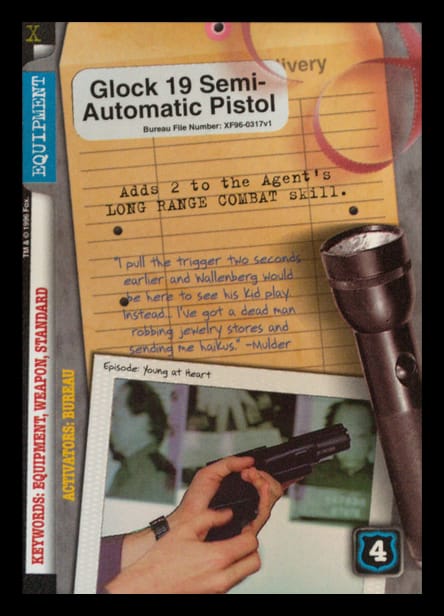 X
EQUIPMENT
TM & © 1996 Fox.
KEYWORDS: EQUIPMENT, WEAPON, STANDARD
ACTIVATORS: BUREAU
livery
Glock 19 Semi-
Automatic Pistol
Bureau File Number: XF96-0317v1
Adds 2 to the Agent's
LONG RANGE COMBAT skill.
"I pull the trigger two seconds
earlier and Wallenberg would
be here to see his kid play.
Instead, I've got a dead man
robbing jewelry stores and
sending me haikus." -Mulder
Episode: Young at Heart
4